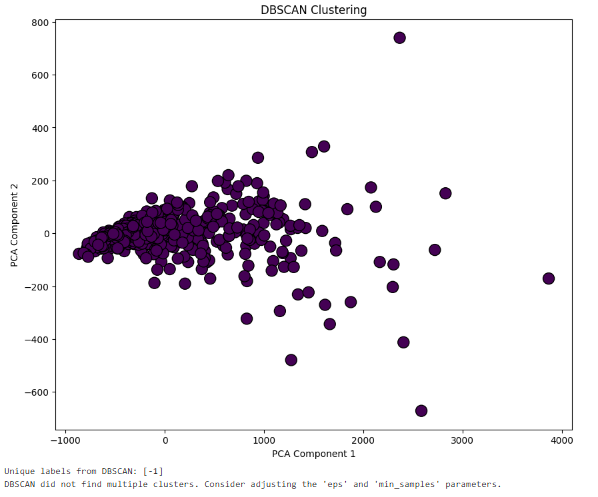 DBSCAN Clustering
800
600
400
200
0
−200
−400
−600
PCA Component 2
−1000
0
1000
2000
3000
4000
PCA Component 1
Unique labels from DBSCAN: [-1]
DBSCAN did not find multiple clusters. Consider adjusting the 'eps' and 'min_samples' parameters.